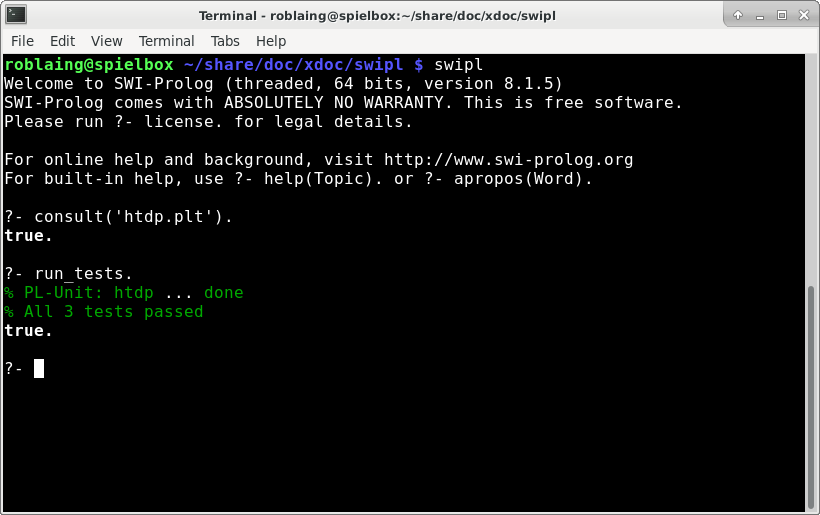 Terminal - roblaing@spielbox:~/share/doc/xdoc/swipl
File Edit View Terminal Tabs Help
roblaing@spielbox ~/share/doc/xdoc/swipl $ swipl
Welcome to SWI-Prolog (threaded, 64 bits, version 8.1.5)
SWI-Prolog comes with ABSOLUTELY NO WARRANTY. This is free software.
Please run ?- license. for legal details.
For online help and background, visit http://www.swi-prolog.org
For built-in help, use ?- help(Topic). or ?- apropos(Word).
?- consult('htdp.plt').
true.
?- run_tests.
% PL-Unit: htdp ... done
% All 3 tests passed
true.
?-